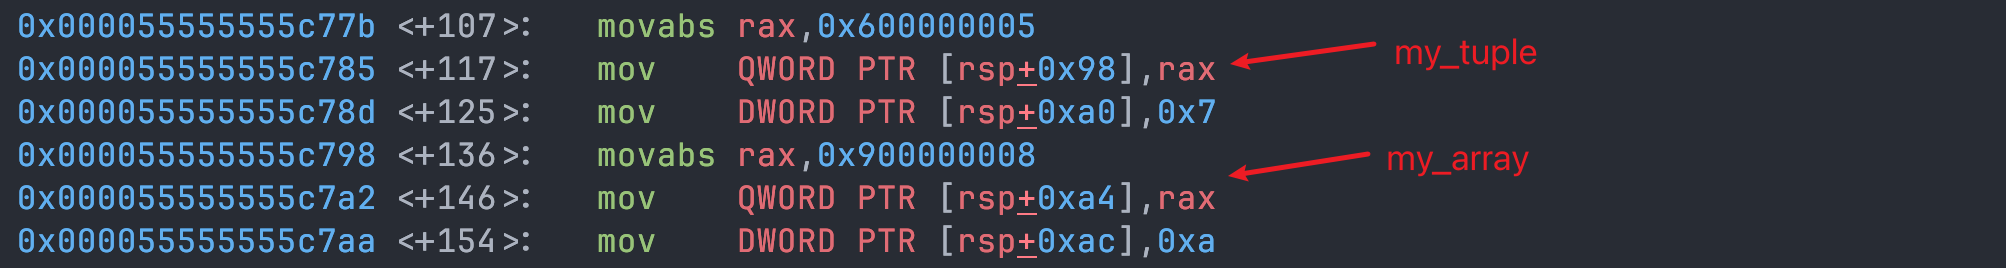 0x000055555555c77b <+107>: movabs rax,0x600000005
0x000055555555c785 <+117>: mov QWORD PTR [rsp+0x98],rax
my_tuple
0x000055555555c78d <+125>: mov DWORD PTR [rsp+0xa0],0x7
0x000055555555c798 <+136>: movabs rax,0x900000008
my_array
0x000055555555c7a2 <+146>: mov QWORD PTR [rsp+0xa4],rax
0x000055555555c7aa <+154>: mov DWORD PTR [rsp+0xac],0xa